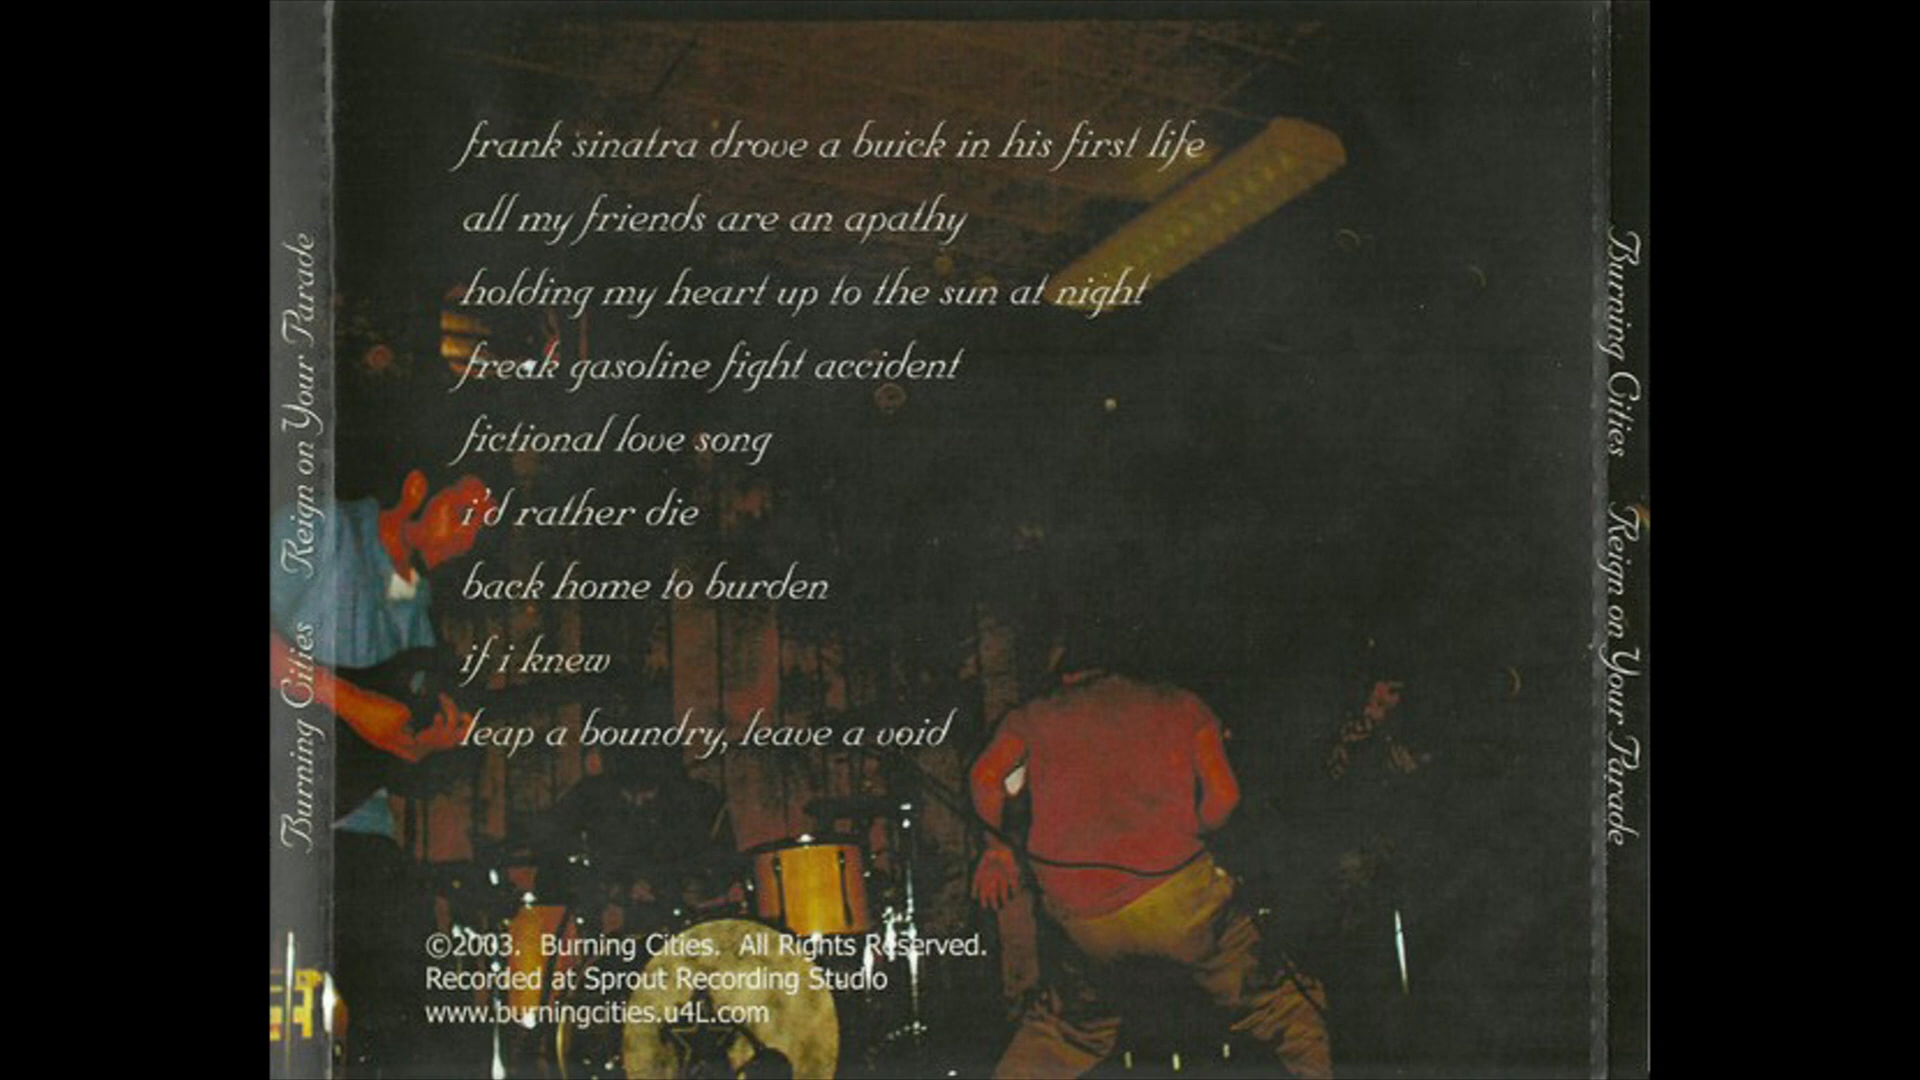 frank sinatra drove a buick in his first life
all my friends are an apathy
holding my heart up to the sun at night
freak gasoline fight accident
fictional love song
i'd rather die
back home to burden
if i knew
leap a boundry, leave a void
©2003. Burning Cities. All Rights Reserved.
Recorded at Sprout Recording Studio
www.burningcities.u4L.com
Burning Cities Reign on Your Parade
Burning Cities Reign on Your Parade